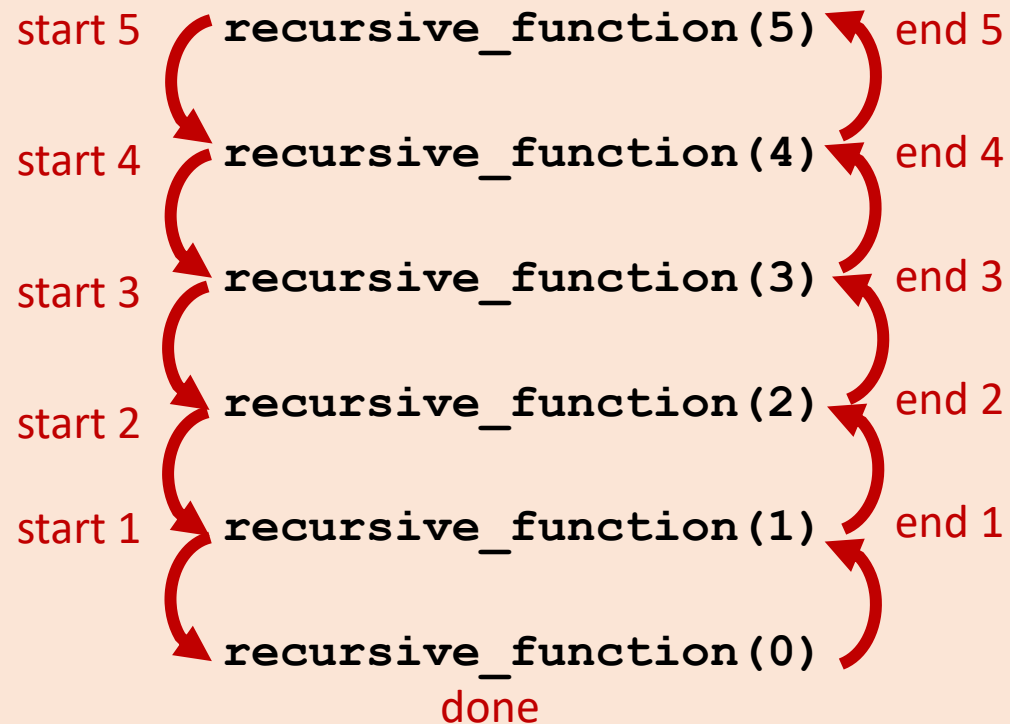 start 5 recursive_function(5) end 5
start 4 recursive_function(4) end 4
start 3 recursive_function(3) end 3
start 2 recursive_function(2) end 2
start 1 recursive_function(1) end 1
recursive_function(0)
done